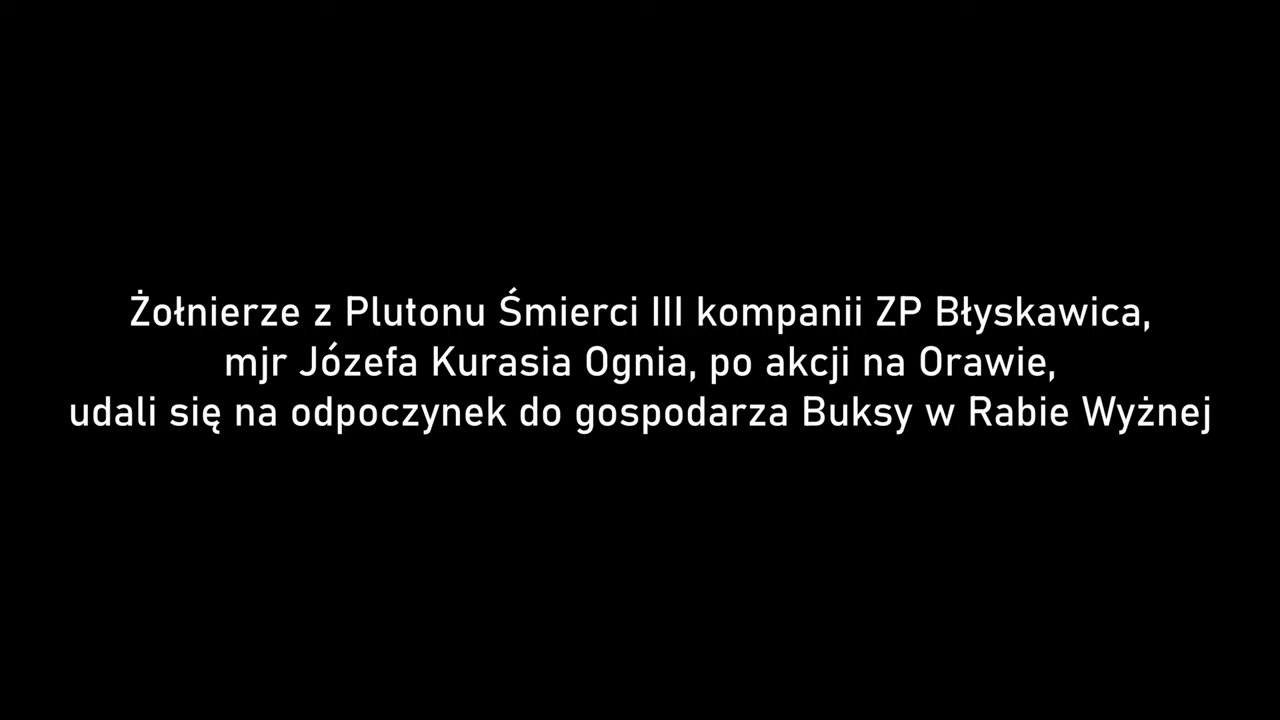 Żołnierze z Plutonu Śmierci III kompanii ZP Błyskawica,
mjr Józefa Kurasia Ognia, po akcji na Orawie,
udali się na odpoczynek do gospodarza Buksy w Rabie Wyżnej